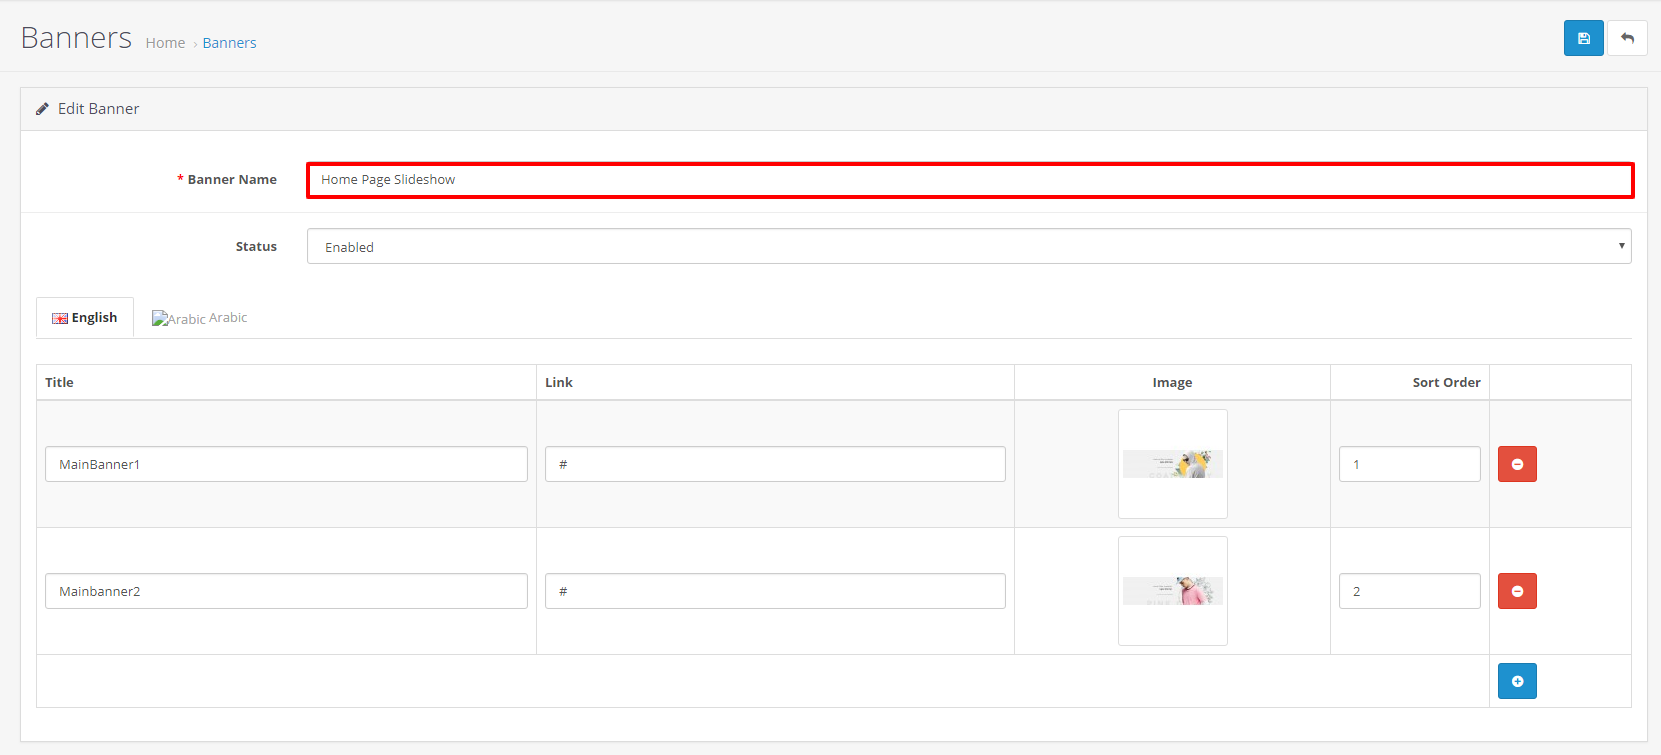 Banners Home › Banners
Edit Banner
* Banner Name Home Page Slideshow
Status Enabled
English Arabic Arabic
Title Link Image Sort Order
MainBanner1 # 1
Mainbanner2 # 2